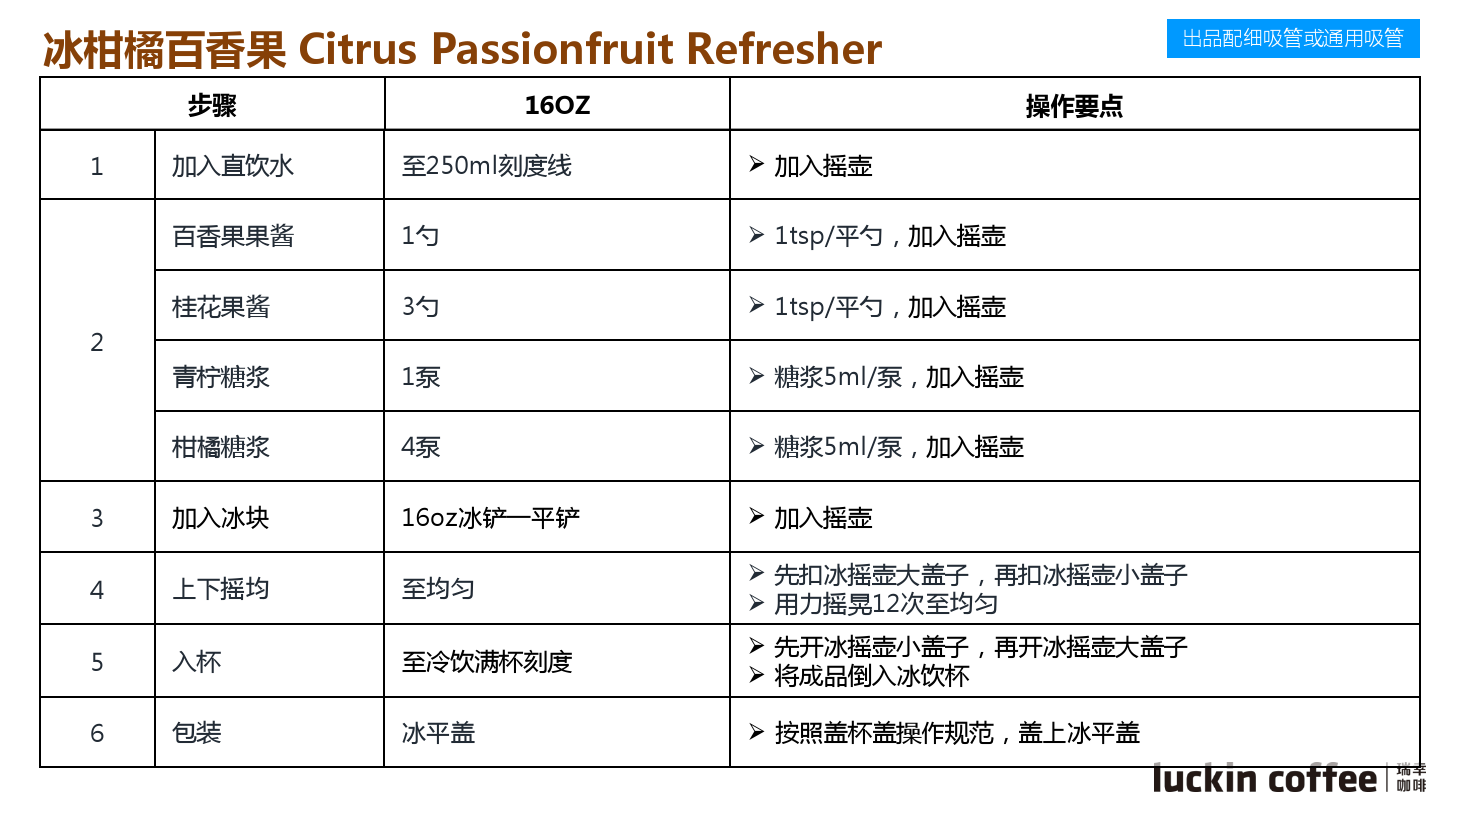 冰柑橘百香果 Citrus Passionfruit Refresher
出品配细吸管或通用吸管
步骤 16OZ 操作要点
1 加入直饮水 至250ml刻度线 ➢ 加入摇壶
2
百香果果酱 1勺 ➢ 1tsp/平勺，加入摇壶
桂花果酱 3勺 ➢ 1tsp/平勺，加入摇壶
青柠糖浆 1泵 ➢ 糖浆5ml/泵，加入摇壶
柑橘糖浆 4泵 ➢ 糖浆5ml/泵，加入摇壶
3 加入冰块 16oz冰铲一平铲 ➢ 加入摇壶
4 上下摇均 至均匀 ➢ 先扣冰摇壶大盖子，再扣冰摇壶小盖子
➢ 用力摇晃12次至均匀
5 入杯 至冷饮满杯刻度 ➢ 先开冰摇壶小盖子，再开冰摇壶大盖子
➢ 将成品倒入冰饮杯
6 包装 冰平盖 ➢ 按照盖杯盖操作规范，盖上冰平盖
luckin coffee 瑞幸
咖啡